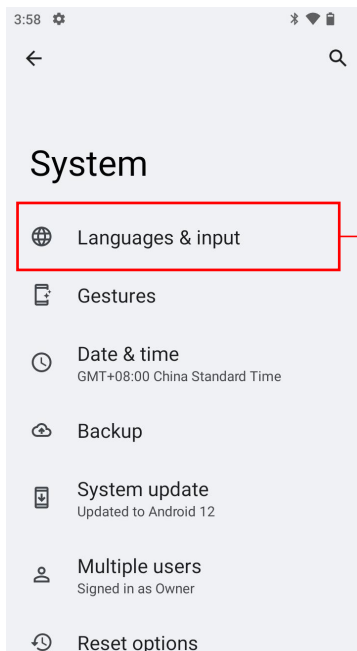 3:58
System
Languages & input
Gestures
Date & time
GMT+08:00 China Standard Time
Backup
System update
Updated to Android 12
Multiple users
Signed in as Owner
Reset options